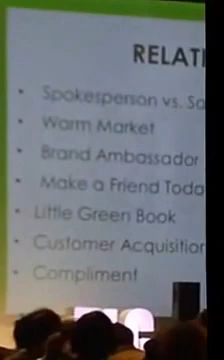 RELATI
Spokesperson vs. Sa
Warm Market
Brand Ambassador
Make a Friend Toda
Little Green Book
Customer Acquisition
Compliment